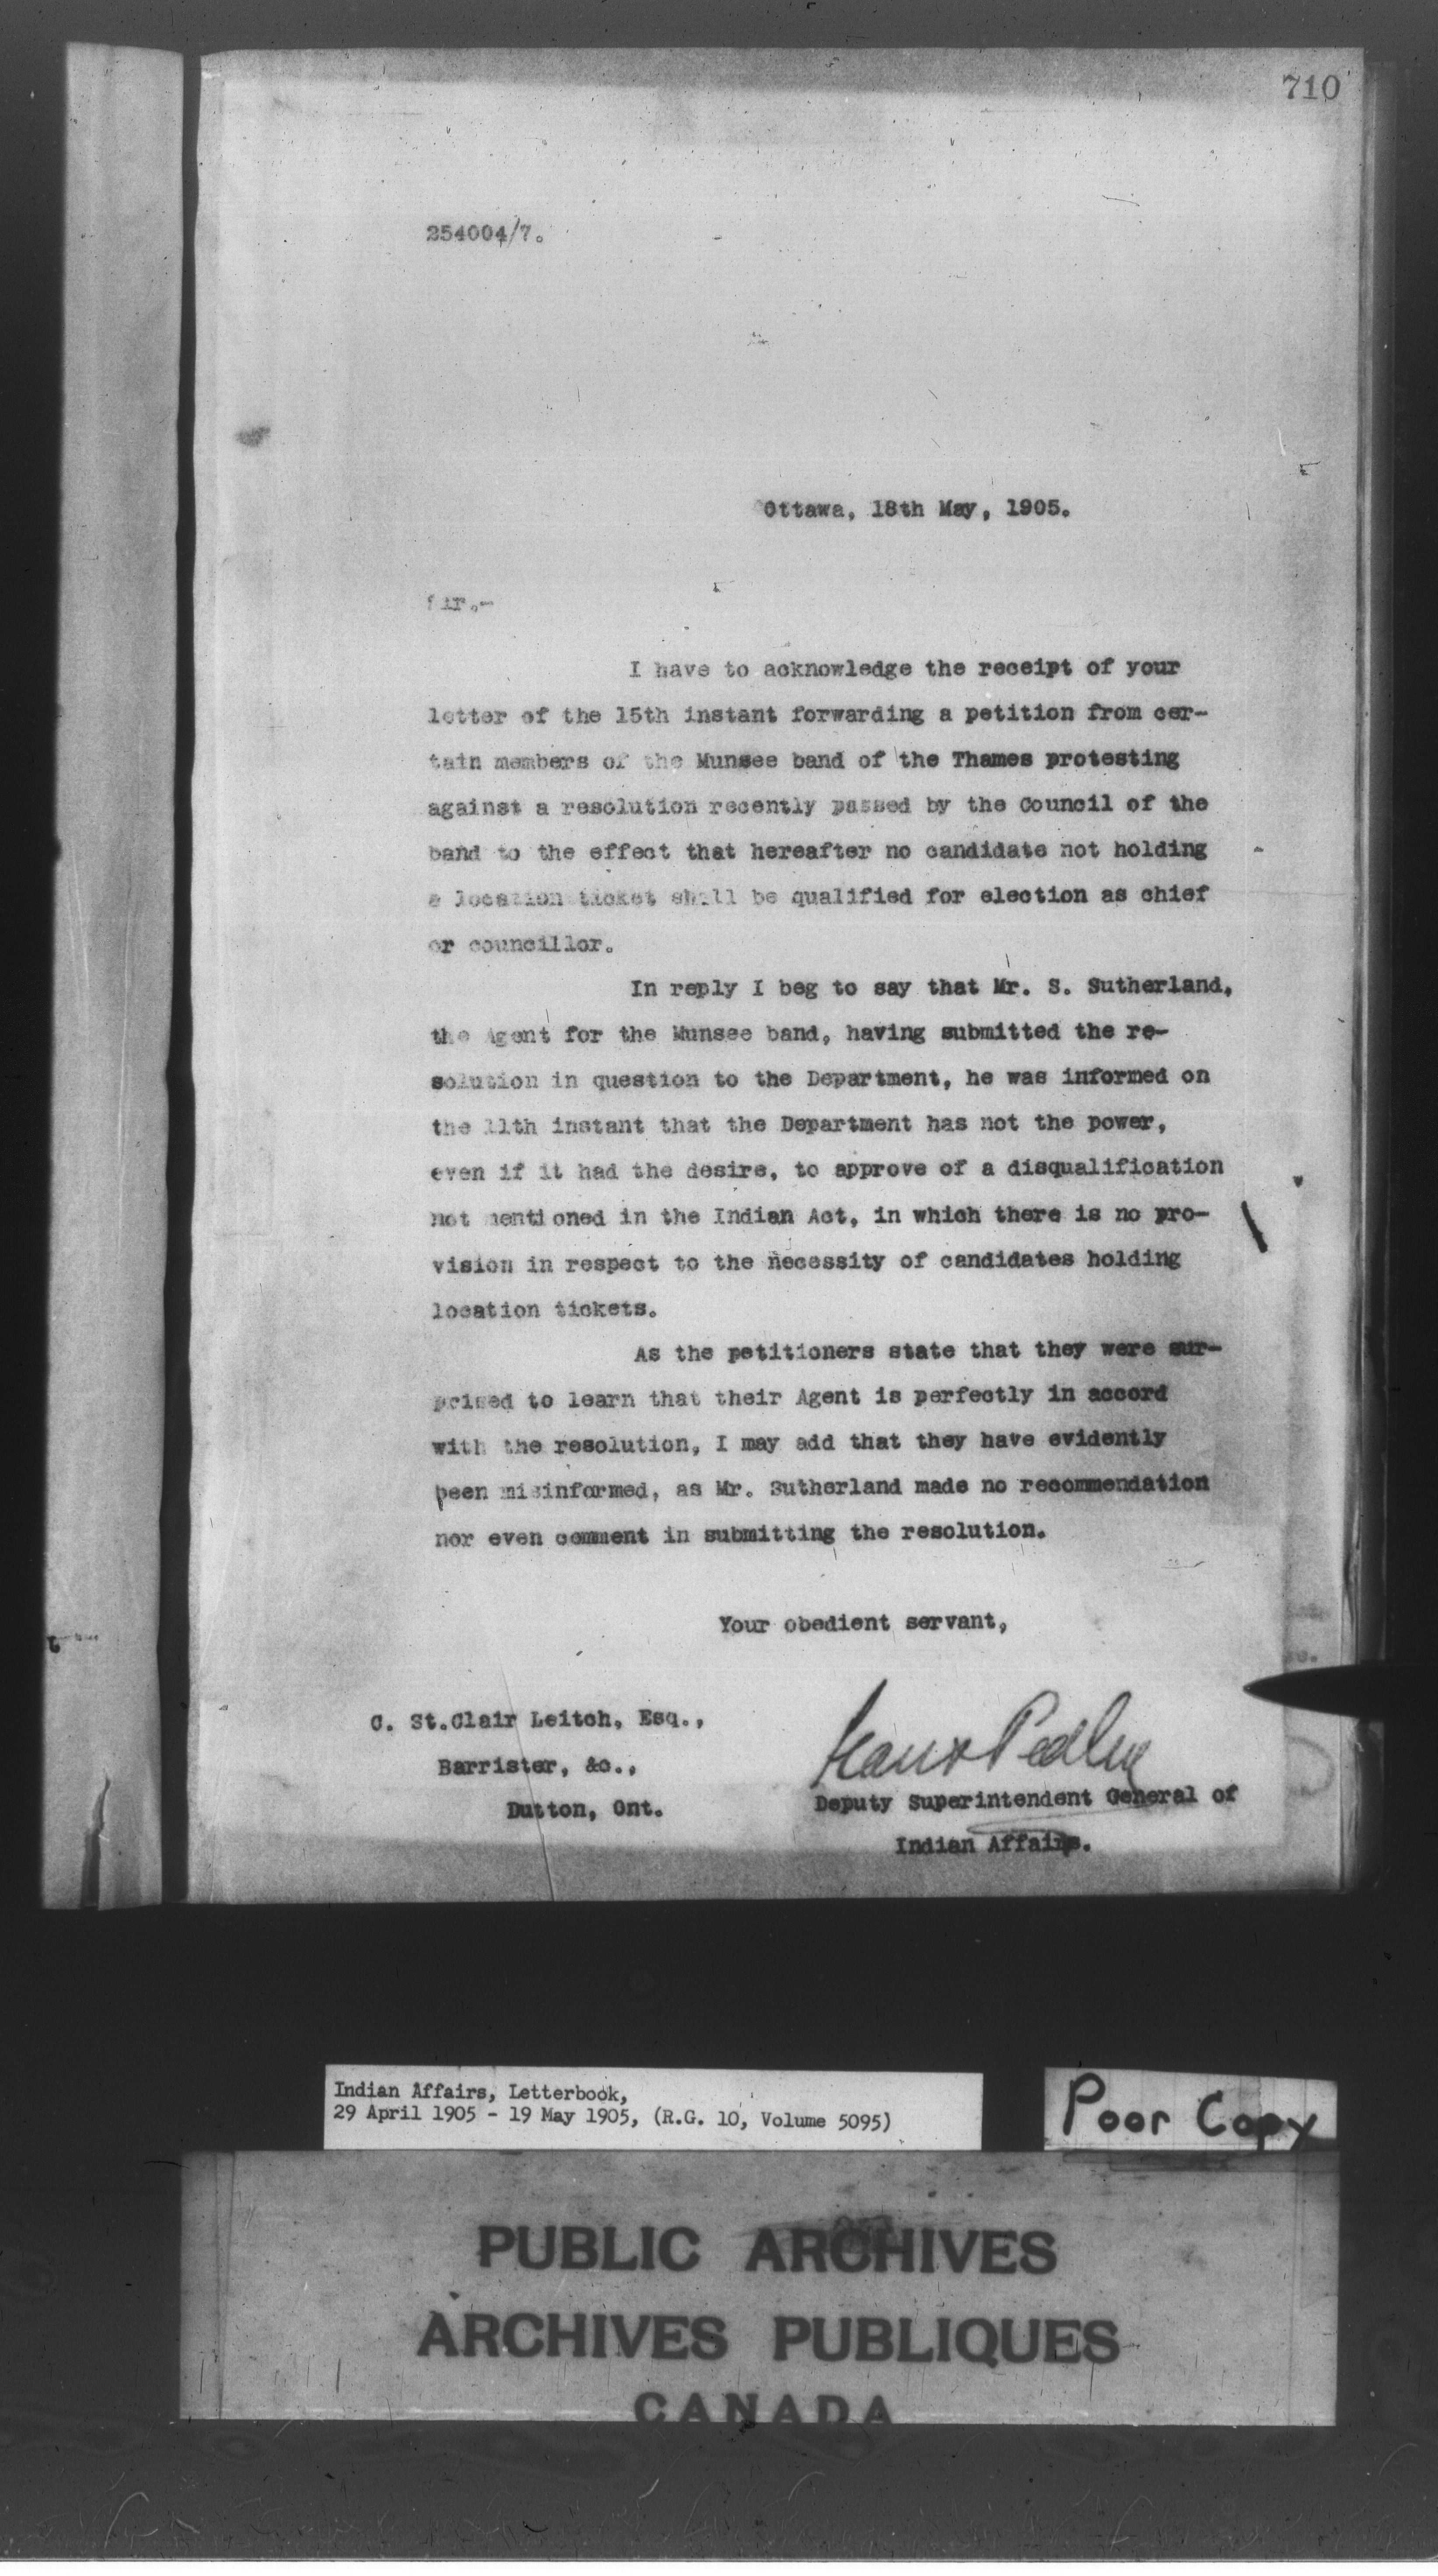 710
254004/7.
Ottawa, 18th May, 1905.
Sir.-
I have to acknowledge the receipt of your
letter of the 15th instant forwarding a petition from cer-
tain members of the Munsee band of the Thames protesting
against a resolution recently passed by the Council of the
band to the effect that hereafter no candidate not holding
a location ticket shall be qualified for election as chief
or councillor.
In reply I beg to say that Mr. S. Sutherland,
the Agent for the Munsee band, having submitted the re-
solution in question to the Department, he was informed on
the 11th instant that the Department has not the power,
even if it had the desire, to approve of a disqualification
not mentioned in the Indian Act, in which there is no pro-
vision in respect to the necessity of candidates holding
location tickets.
As the petitioners state that they were sur-
prised to learn that their Agent is perfectly in accord
with the resolution, I may add that they have evidently
been misinformed, as Mr. Sutherland made no recommendation
nor even comment in submitting the resolution.
Your obedient servant,
C. St.Clair Leitch, Esq.,
Barrister, &c.,
Dutton, Ont.
Frank Pedley
Deputy Superintendent General of
Indian Affairs.
Indian Affairs, Letterbook,
29 April 1905 - 19 May 1905, (R.G. 10, Volume 5095)
Poor Copy
PUBLIC ARCHIVES
ARCHIVES PUBLIQUES
CANADA